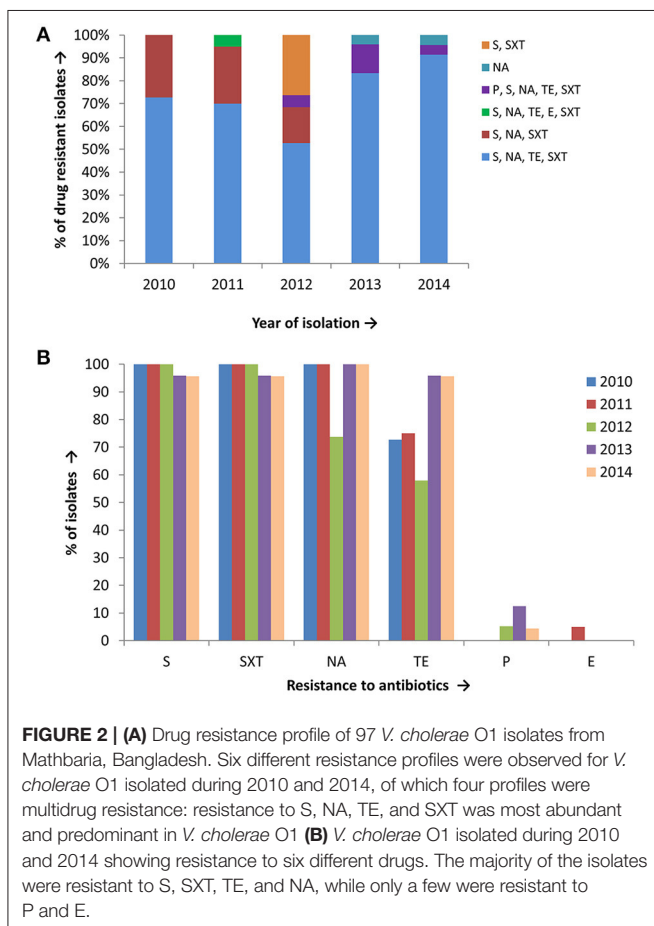 A
% of drug resistant isolates →
100%
90%
80%
70%
60%
50%
40%
30%
20%
10%
0%
2010 2011 2012 2013 2014
Year of isolation →
S, SXT
NA
P, S, NA, TE, SXT
S, NA, TE, E, SXT
S, NA, SXT
S, NA, TE, SXT
B
% of isolates →
100
90
80
70
60
50
40
30
20
10
0
S SXT NA TE P E
Resistance to antibiotics →
2010
2011
2012
2013
2014
FIGURE 2 | (A) Drug resistance profile of 97 V. cholerae O1 isolates from
Mathbaria, Bangladesh. Six different resistance profiles were observed for V.
cholerae O1 isolated during 2010 and 2014, of which four profiles were
multidrug resistance: resistance to S, NA, TE, and SXT was most abundant
and predominant in V. cholerae O1 (B) V. cholerae O1 isolated during 2010
and 2014 showing resistance to six different drugs. The majority of the isolates
were resistant to S, SXT, TE, and NA, while only a few were resistant to
P and E.